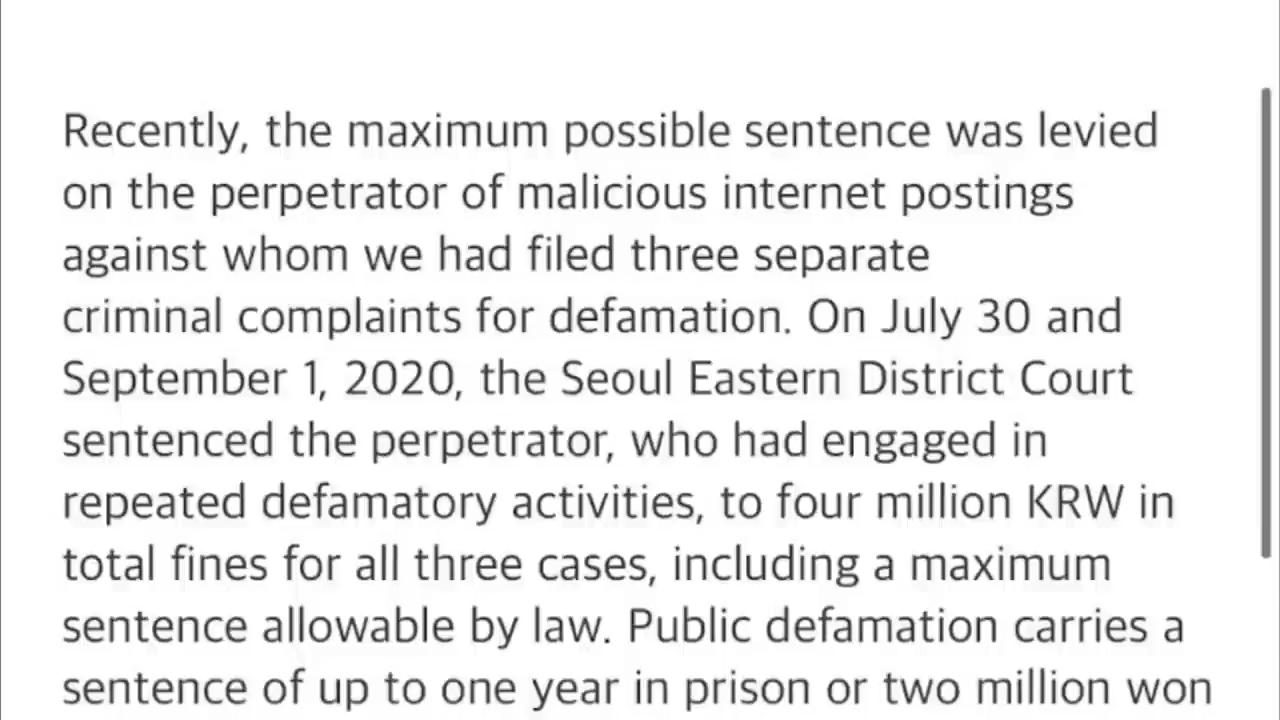 Recently, the maximum possible sentence was levied
on the perpetrator of malicious internet postings
against whom we had filed three separate
criminal complaints for defamation. On July 30 and
September 1, 2020, the Seoul Eastern District Court
sentenced the perpetrator, who had engaged in
repeated defamatory activities, to four million KRW in
total fines for all three cases, including a maximum
sentence allowable by law. Public defamation carries a
sentence of up to one year in prison or two million won